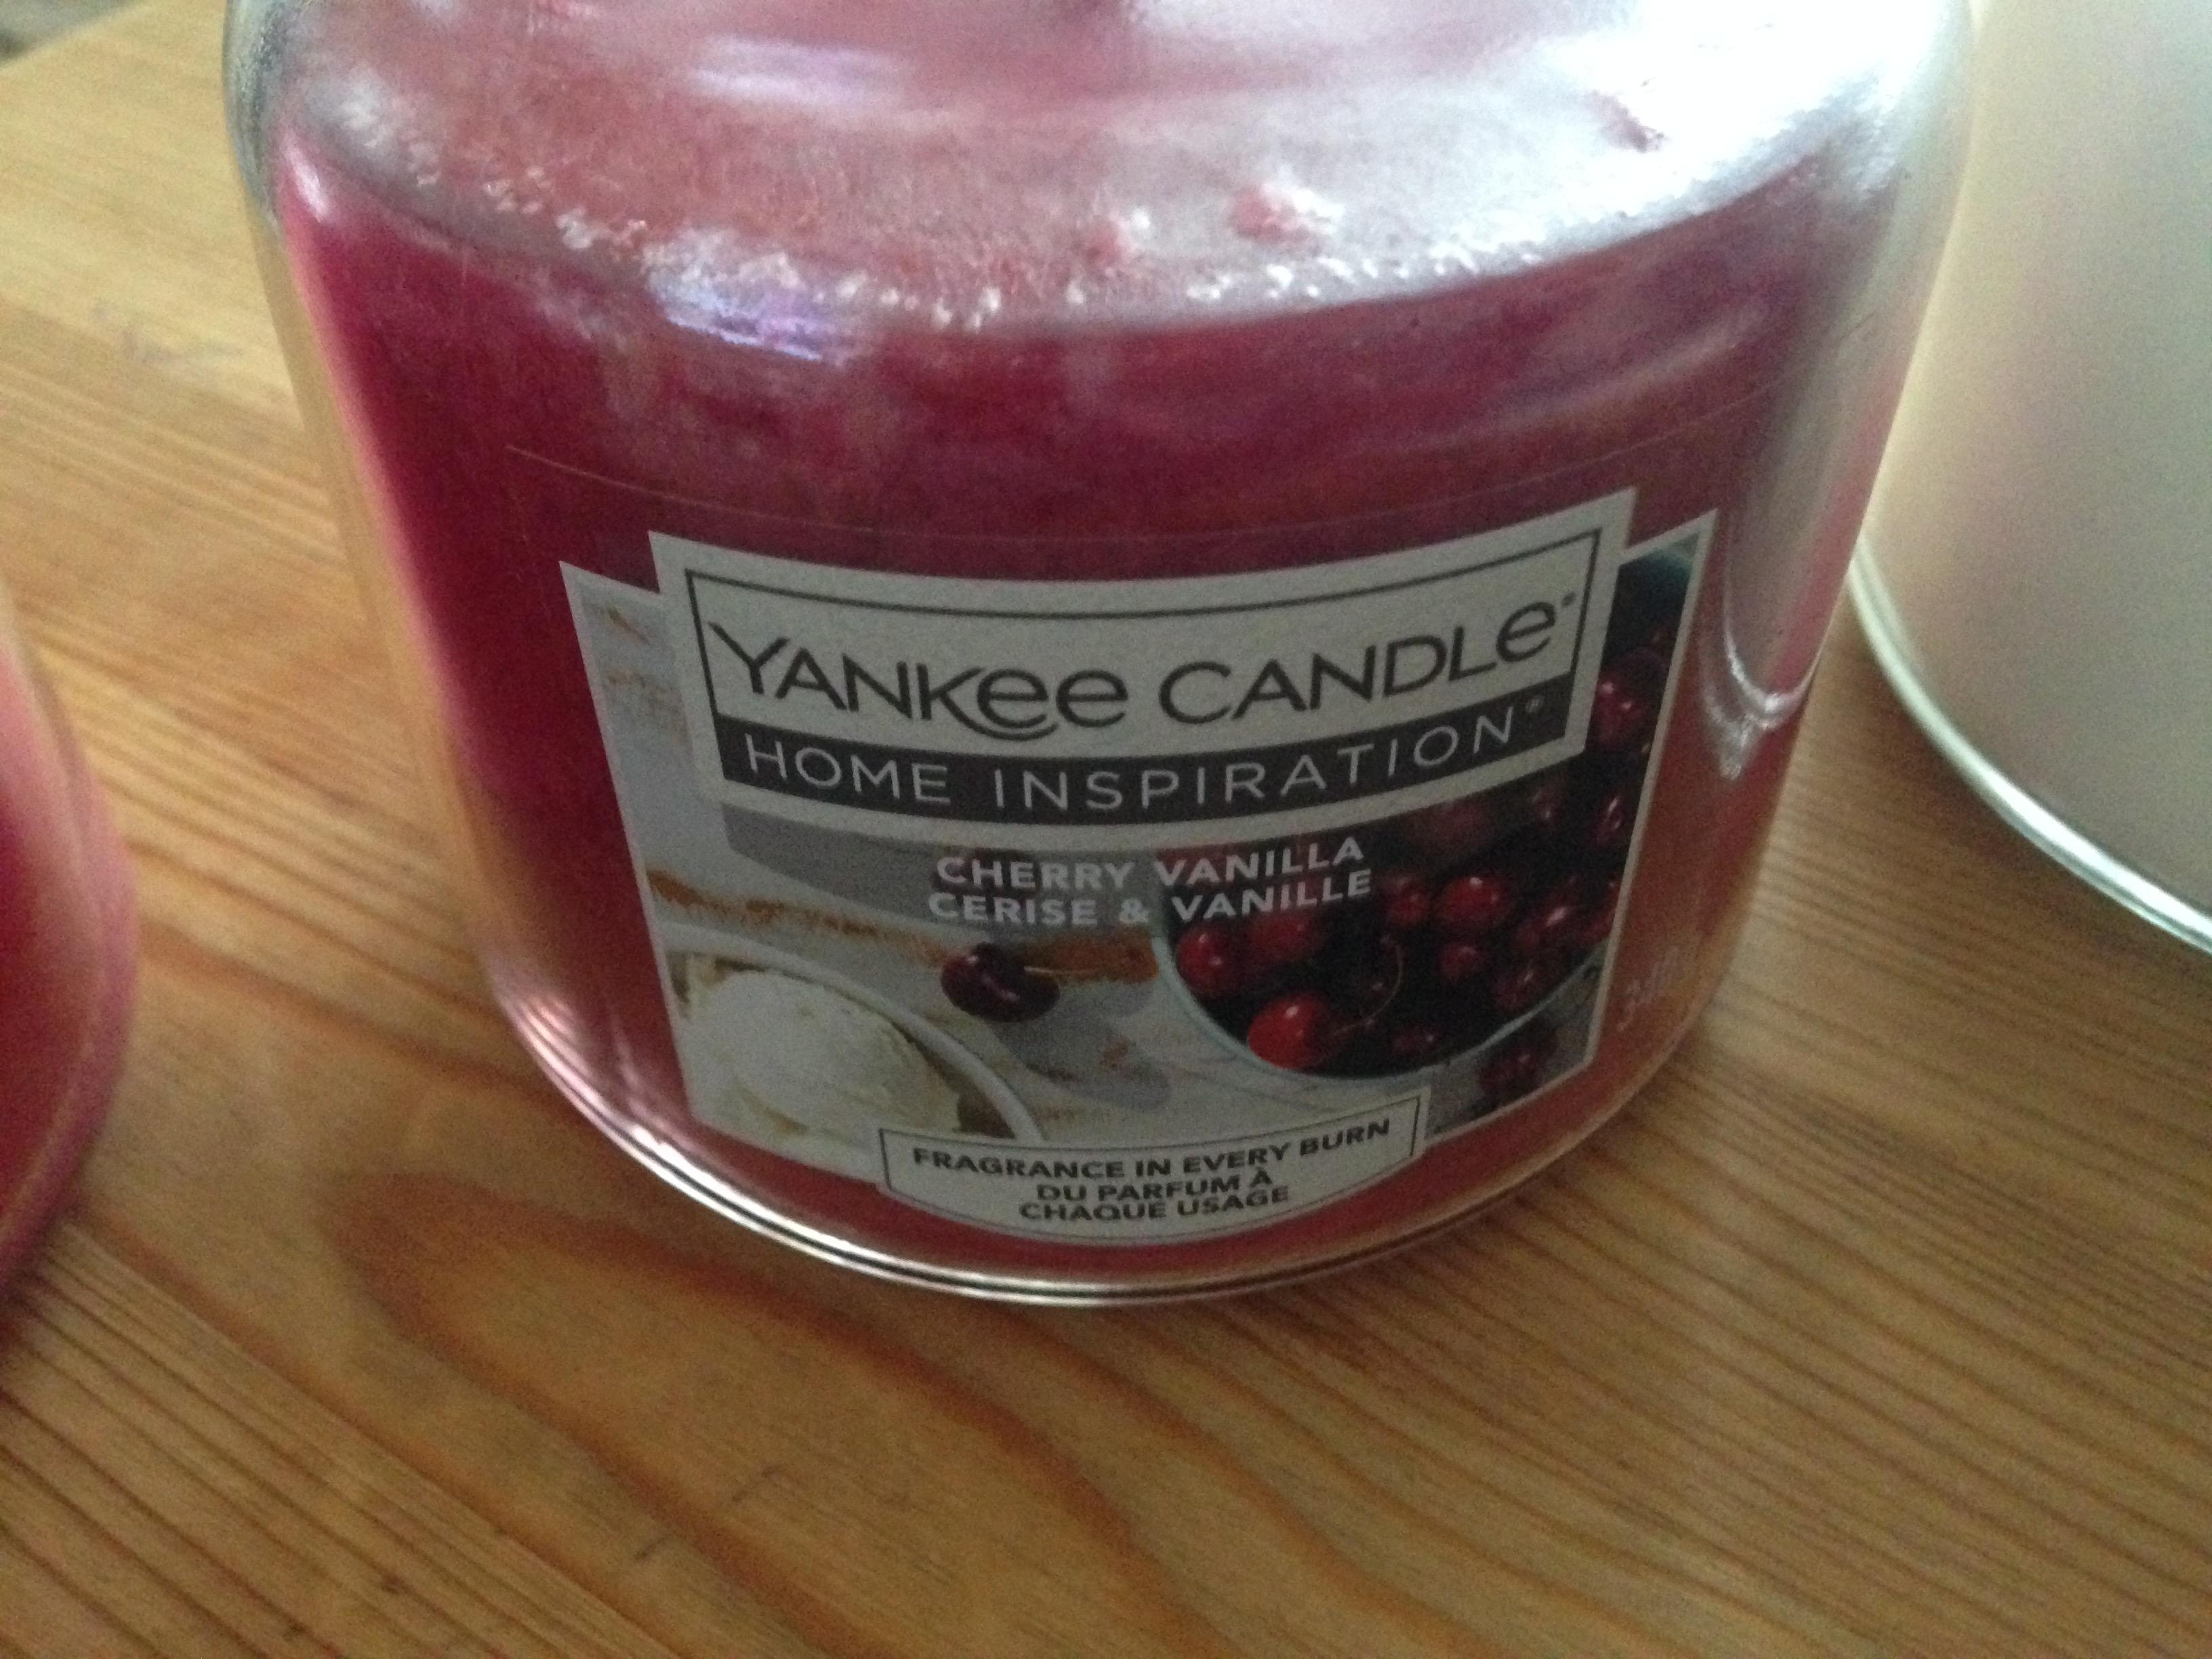 YANKEE CANDLE®
HOME INSPIRATION®
CHERRY VANILLA
CERISE & VANILLE
FRAGRANCE IN EVERY BURN
DU PARFUM À
CHAQUE USAGE